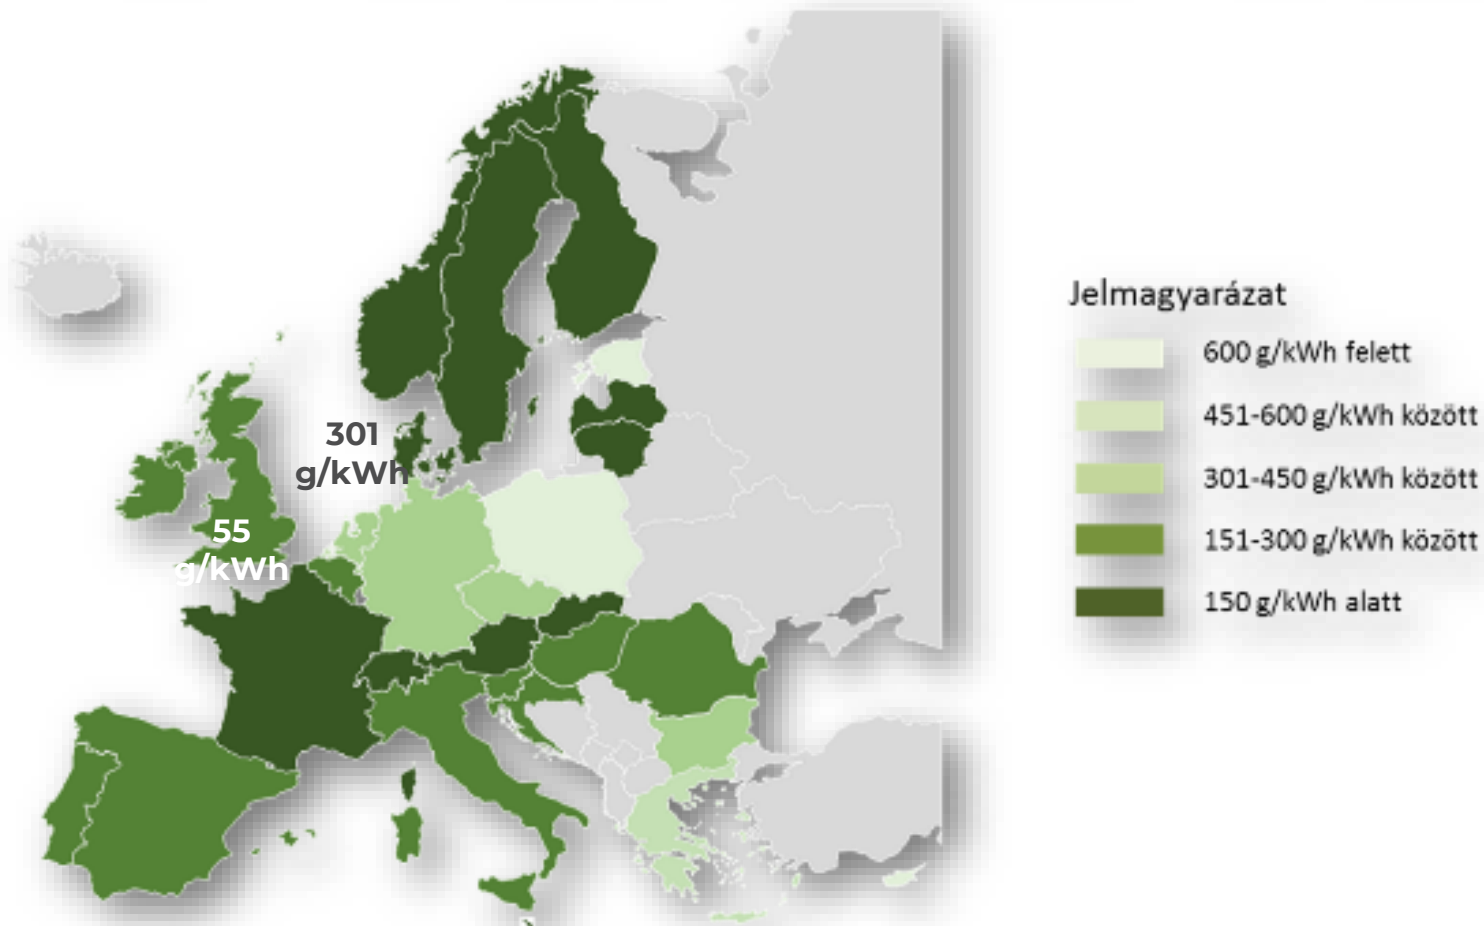 301
g/kWh
55
g/kWh
Jelmagyarázat
600 g/kWh felett
451-600 g/kWh között
301-450 g/kWh között
151-300 g/kWh között
150 g/kWh alatt